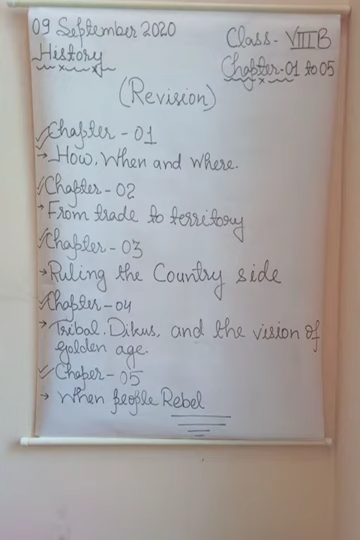 09 September 2020
Class- VIII B
History
Chapter-01 to 05
(Revision)
Chapter - 01
→ How, When and where.
Chapter - 02
→ From trade to territory
Chapter - 03
→ Ruling the Country side
Chapter - 04
→ Tribal. Dikus, and the vision of
golden age.
Chaper - 05
→ When people Rebel